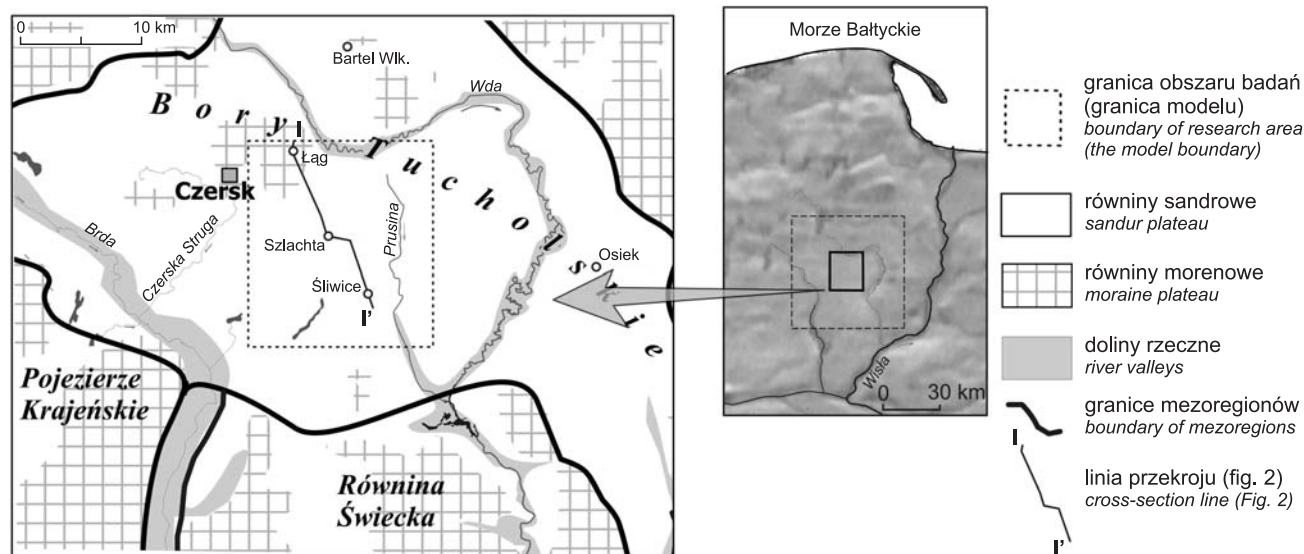 0 10 km
Bartel Wlk.
Wda
Bory Tucholskie
I
Łąg
Czersk
Brda
Czerska Struga
Prusina
Szlachta
Śliwice
I'
Osiek
Pojezierze
Krajeńskie
Równina
Świecka
Morze Bałtyckie
Wisła
0 30 km
granica obszaru badań
(granica modelu)
boundary of research area
(the model boundary)
równiny sandrowe
sandur plateau
równiny morenowe
moraine plateau
doliny rzeczne
river valleys
granice mezoregionów
boundary of mezoregions
I
linia przekroju (fig. 2)
cross-section line (Fig. 2)
I'